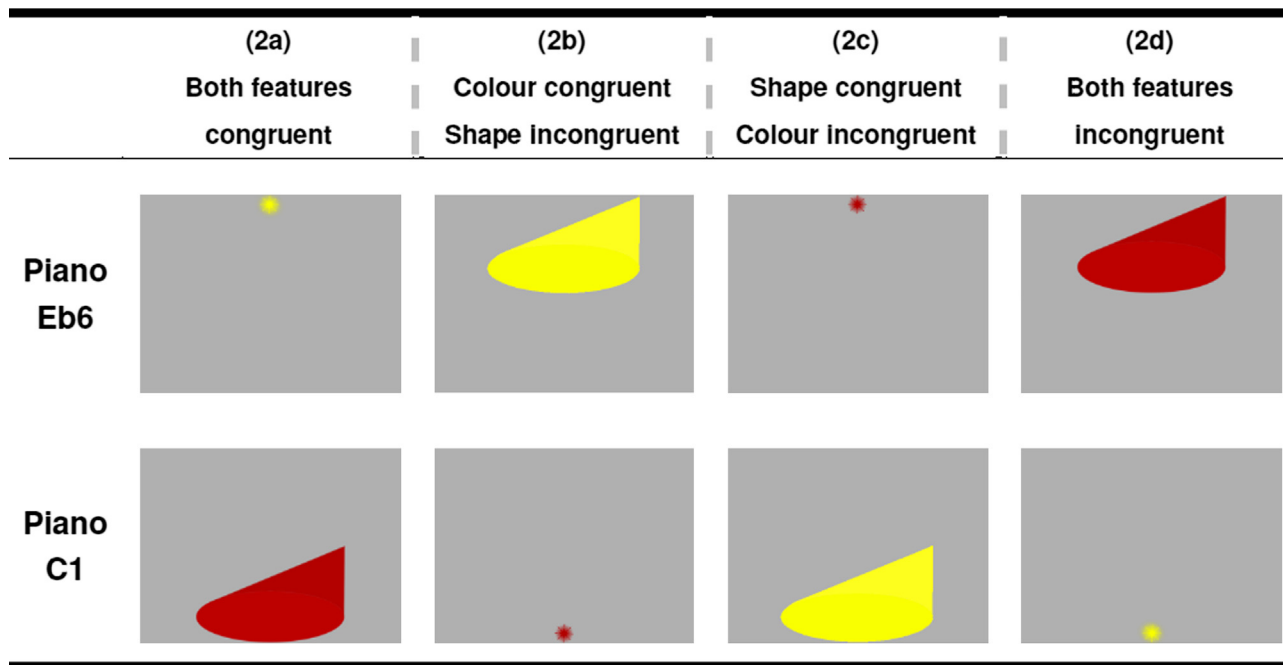 (2a)
Both features
congruent
(2b)
Colour congruent
Shape incongruent
(2c)
Shape congruent
Colour incongruent
(2d)
Both features
incongruent
Piano
Eb6
Piano
C1